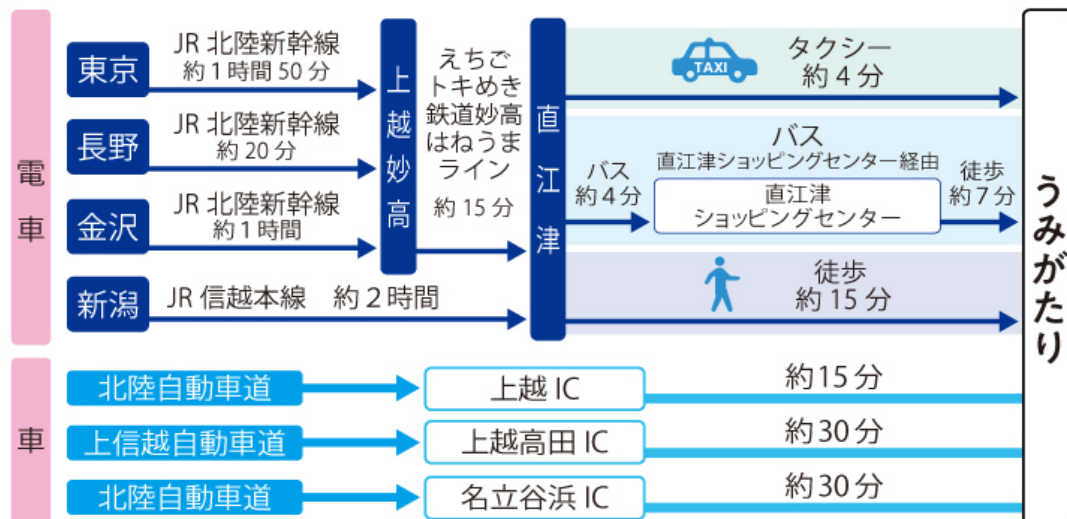 電車
東京
JR 北陸新幹線
約1時間 50 分
長野
JR 北陸新幹線
約 20 分
金沢
JR 北陸新幹線
約1時間
上越妙高
えちご
トキめき
鉄道妙高
はねうま
ライン
約 15 分
新潟
JR 信越本線 約2時間
直江津
TAXI
タクシー
約 4 分
バス
約4分
バス
直江津ショッピングセンター経由
直江津
ショッピングセンター
徒歩
約7分
徒歩
約 15 分
うみがたり
車
北陸自動車道
上越 IC
約15 分
上信越自動車道
上越高田 IC
約30 分
北陸自動車道
名立谷浜 IC
約30 分